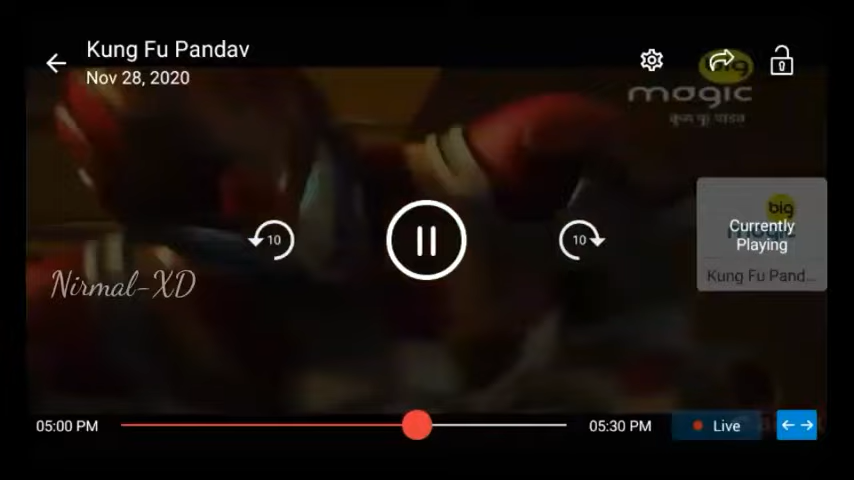 Kung Fu Pandav
Nov 28, 2020
big
magic
कुंग फू पांडव
10
10
big
Currently
Playing
Kung Fu Pand...
Nirmal-XD
05:00 PM
05:30 PM
Live